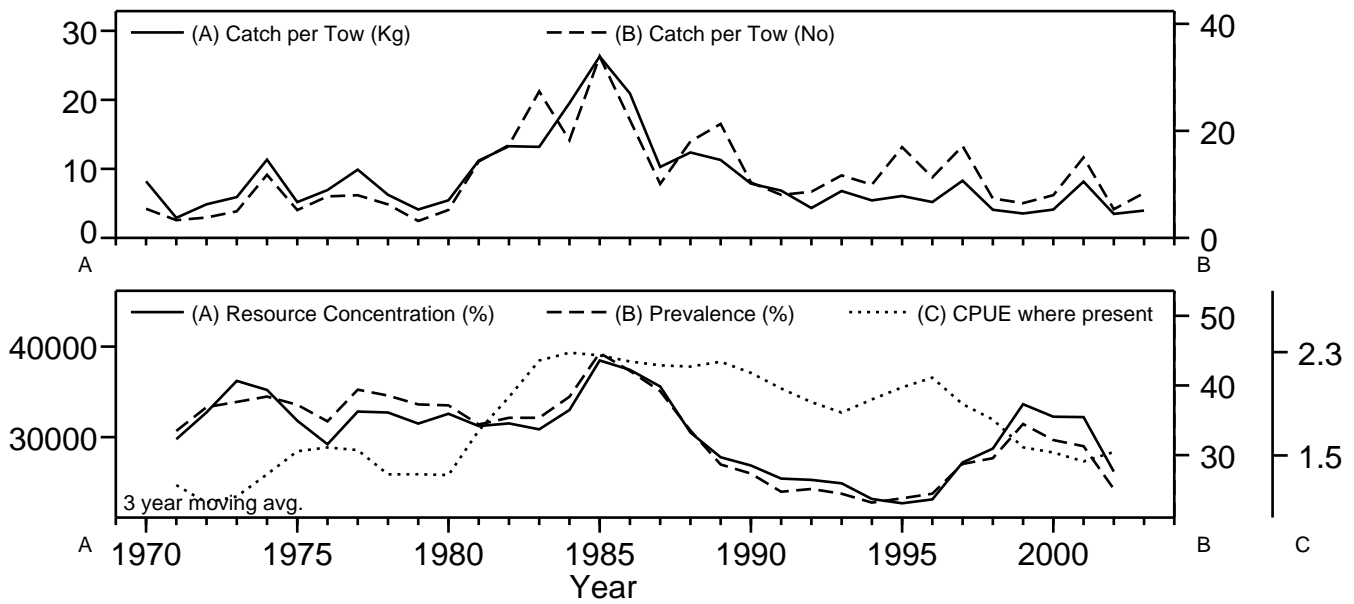 30
20
10
0
(A) Catch per Tow (Kg)
(B) Catch per Tow (No)
40
20
0
A
B
(A) Resource Concentration (%)
(B) Prevalence (%)
(C) CPUE where present
40000
30000
50
40
30
2.3
1.5
3 year moving avg.
A
1970 1975 1980 1985 1990 1995 2000
B
C
Year